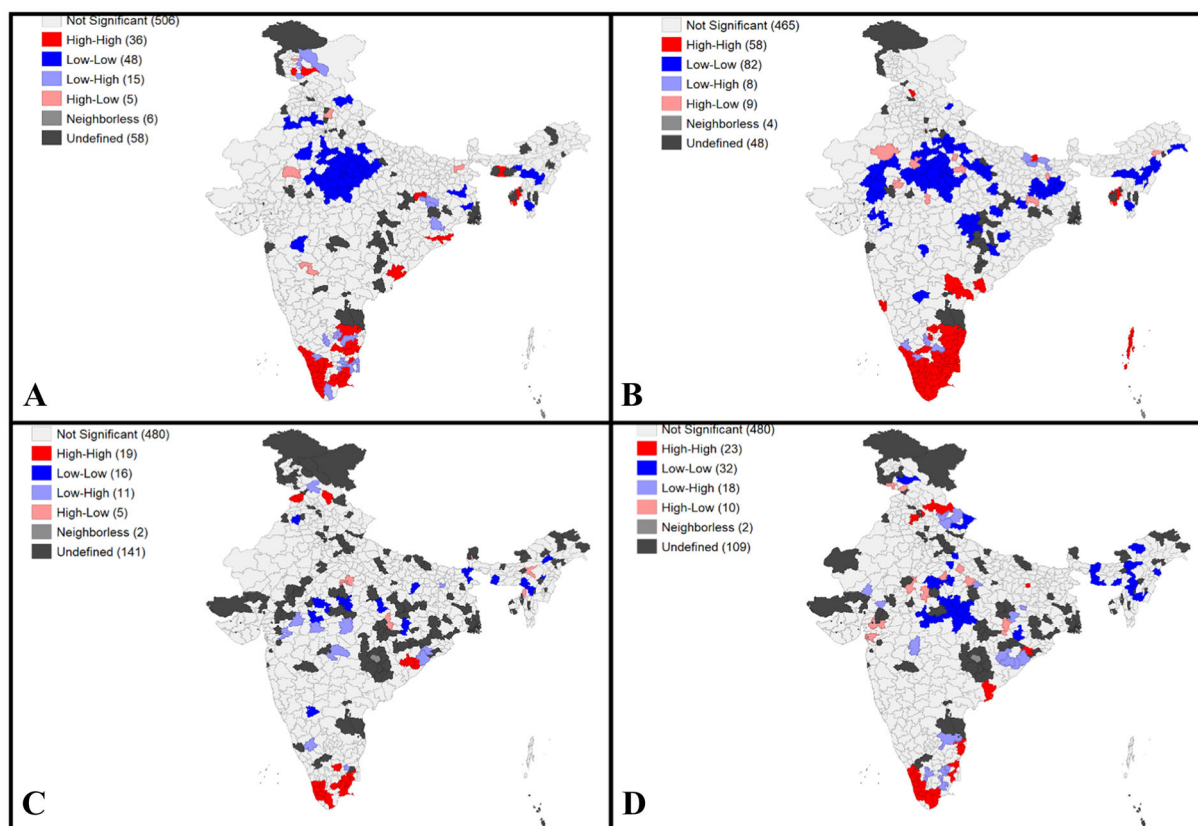 Not Significant (506)
High-High (36)
Low-Low (48)
Low-High (15)
High-Low (5)
Neighborless (6)
Undefined (58)
A
Not Significant (465)
High-High (58)
Low-Low (82)
Low-High (8)
High-Low (9)
Neighborless (4)
Undefined (48)
B
Not Significant (480)
High-High (19)
Low-Low (16)
Low-High (11)
High-Low (5)
Neighborless (2)
Undefined (141)
C
Not Significant (480)
High-High (23)
Low-Low (32)
Low-High (18)
High-Low (10)
Neighborless (2)
Undefined (109)
D